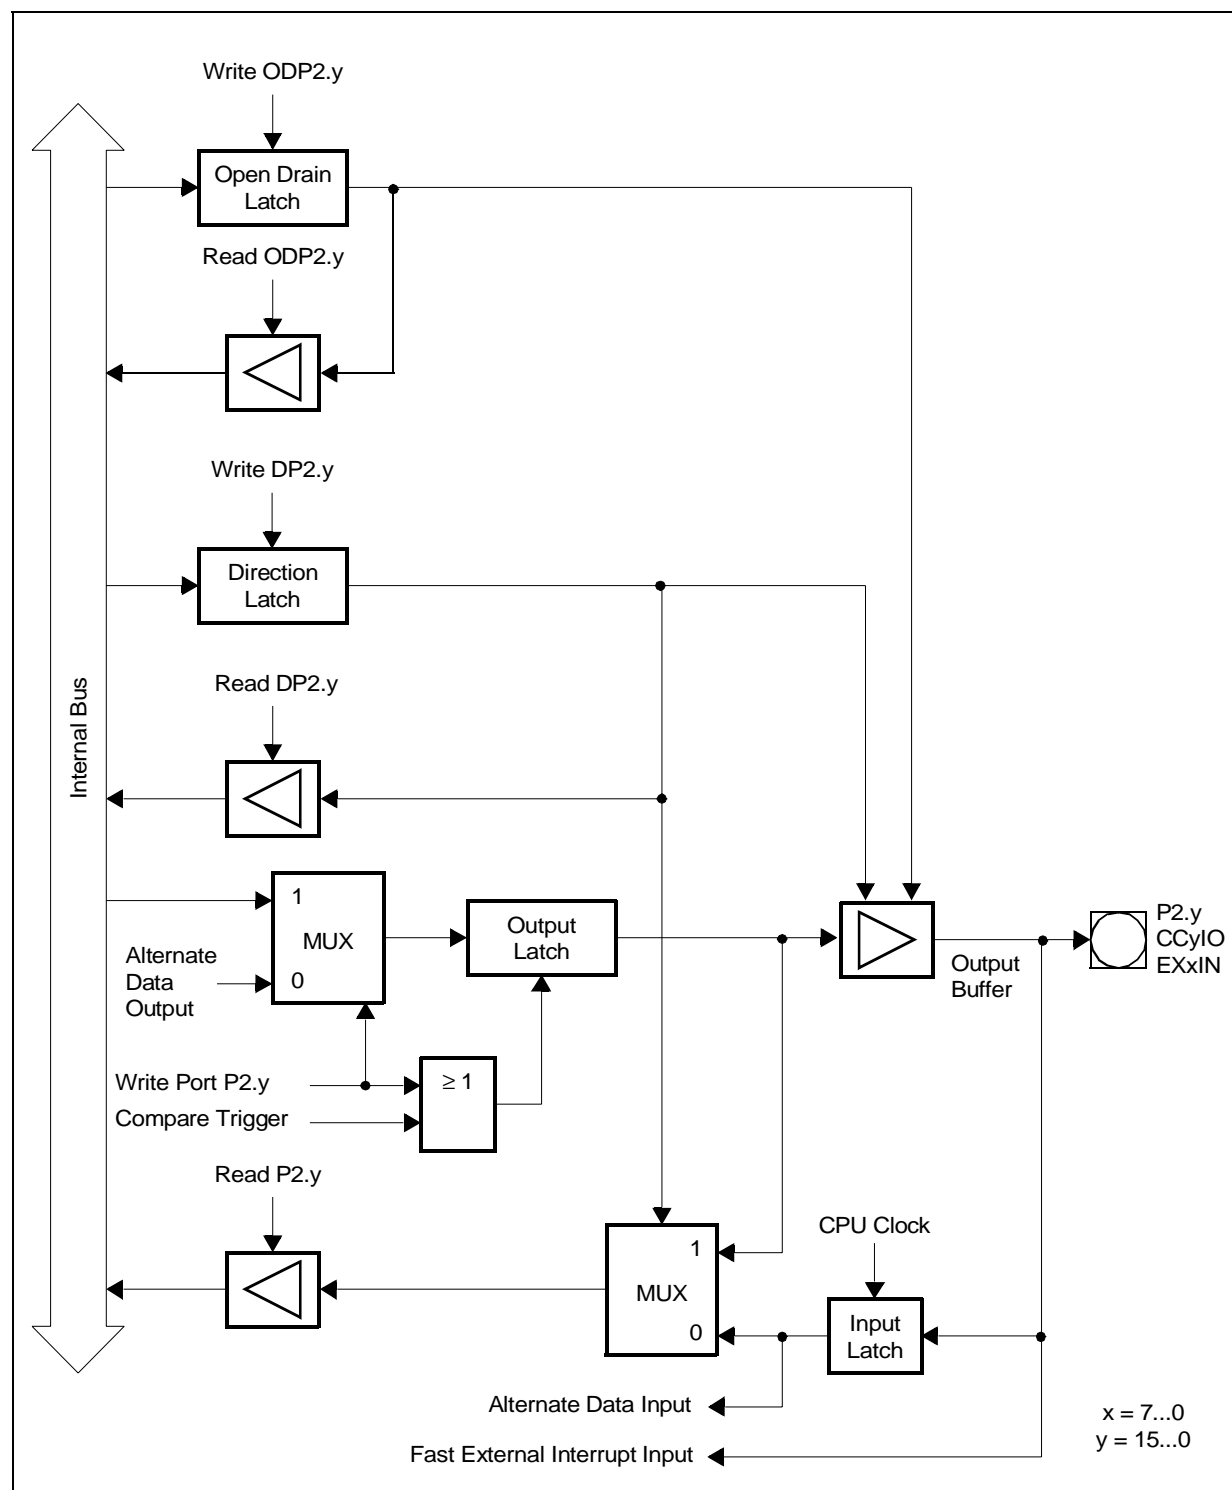 Write ODP2.y
Open Drain
Latch
Read ODP2.y
Write DP2.y
Direction
Latch
Read DP2.y
Internal Bus
1
MUX
0
Alternate
Data
Output
Output
Latch
Output
Buffer
P2.y
CCyIO
EXxIN
Write Port P2.y
≥ 1
Compare Trigger
Read P2.y
CPU Clock
1
MUX
0
Input
Latch
Alternate Data Input
Fast External Interrupt Input
x = 7...0
y = 15...0